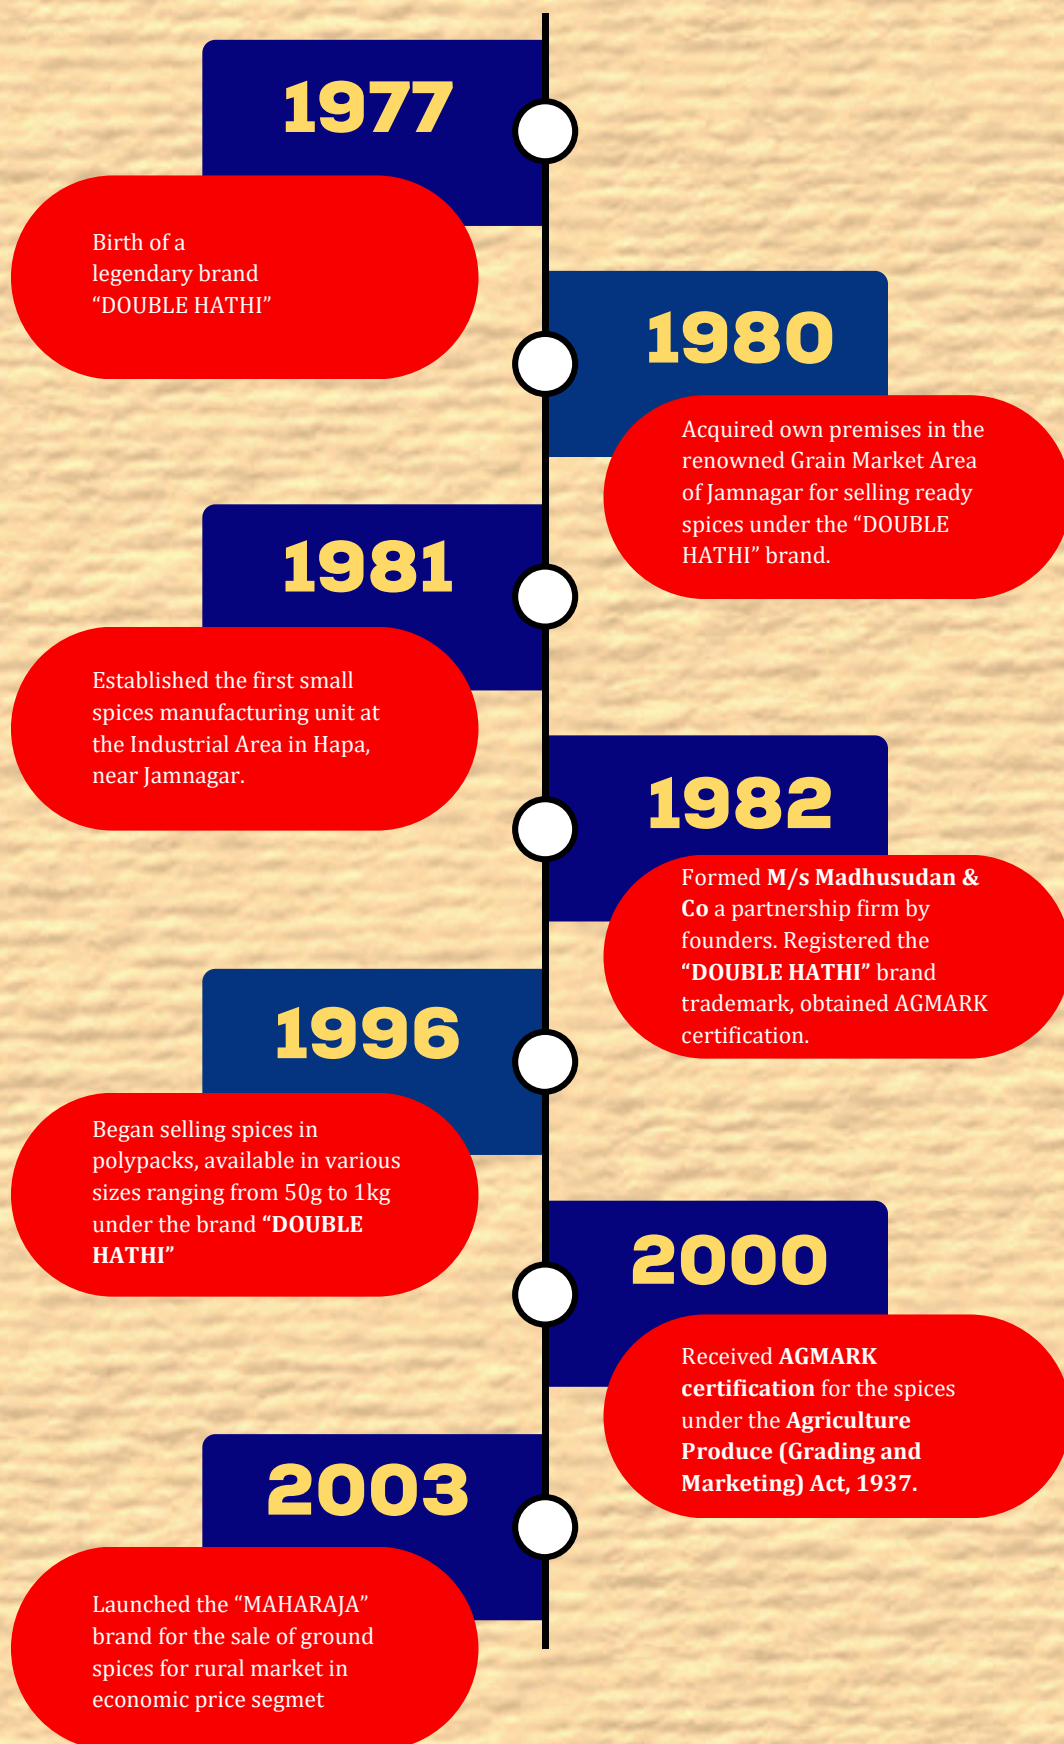 1977
Birth of a
legendary brand
“DOUBLE HATHI”
1980
Acquired own premises in the
renowned Grain Market Area
of Jamnagar for selling ready
spices under the “DOUBLE
HATHI” brand.
1981
Established the first small
spices manufacturing unit at
the Industrial Area in Hapa,
near Jamnagar.
1982
Formed M/s Madhusudan &
Co a partnership firm by
founders. Registered the
“DOUBLE HATHI” brand
trademark, obtained AGMARK
certification.
1996
Began selling spices in
polypacks, available in various
sizes ranging from 50g to 1kg
under the brand “DOUBLE
HATHI”
2000
Received AGMARK
certification for the spices
under the Agriculture
Produce (Grading and
Marketing) Act, 1937.
2003
Launched the “MAHARAJA”
brand for the sale of ground
spices for rural market in
economic price segmet